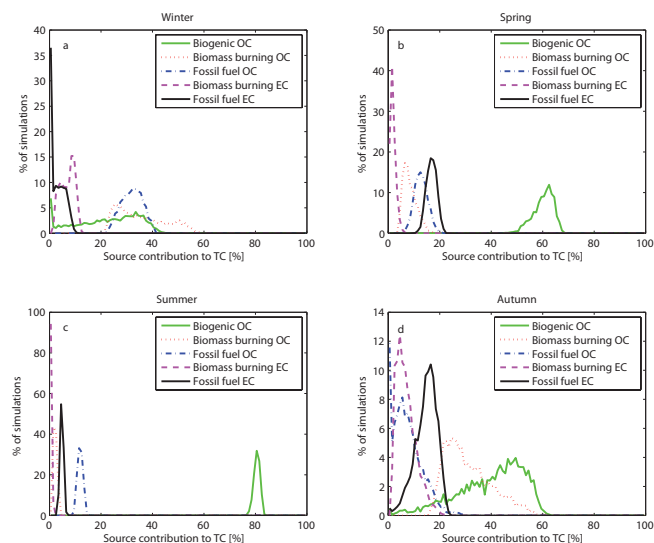 Winter
Spring
40
35
30
25
20
15
10
5
0
% of simulations
a
Biogenic OC
Biomass burning OC
Fossil fuel OC
Biomass burning EC
Fossil fuel EC
0 20 40 60 80 100
Source contribution to TC [%]
50
40
30
20
10
0
% of simulations
b
Biogenic OC
Biomass burning OC
Fossil fuel OC
Biomass burning EC
Fossil fuel EC
0 20 40 60 80 100
Source contribution to TC [%]
Summer
Autumn
100
80
60
40
20
0
% of simulations
c
Biogenic OC
Biomass burning OC
Fossil fuel OC
Biomass burning EC
Fossil fuel EC
0 20 40 60 80 100
Source contribution to TC [%]
14
12
10
8
6
4
2
0
% of simulations
d
Biogenic OC
Biomass burning OC
Fossil fuel OC
Biomass burning EC
Fossil fuel EC
0 20 40 60 80 100
Source contribution to TC [%]